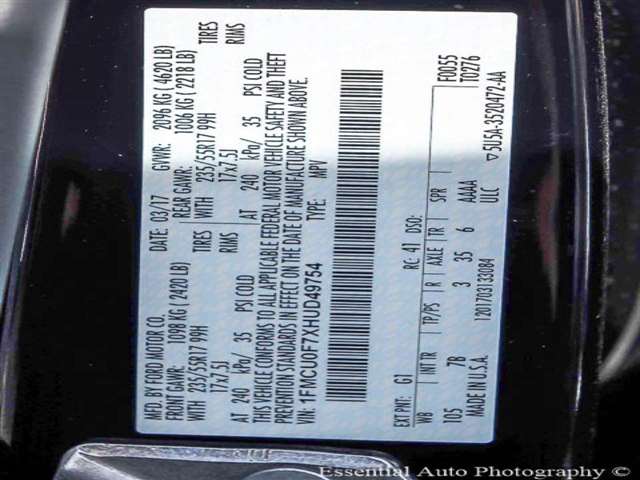 MFD. BY FORD MOTOR CO.
DATE: 03/17 GVWR: 2096 KG ( 4620 LB)
FRONT GAWR: 1098 KG ( 2420 LB) REAR GAWR: 1006 KG ( 2218 LB)
235/55R17 99H TIRES WITH 235/55R17 99H TIRES
17x7.5J RIMS 17x7.5J RIMS
AT 240 kPa/ 35 PSI COLD AT 240 kPa/ 35 PSI COLD
THIS VEHICLE CONFORMS TO ALL APPLICABLE FEDERAL MOTOR VEHICLE SAFETY AND THEFT
PREVENTION STANDARDS IN EFFECT ON THE DATE OF MANUFACTURE SHOWN ABOVE.
VIN: 1FMCU0F7XHUD49754 TYPE: MPV
F0055
T0276
EXT PNT: G1 RC: 41 DSO:
WB INT TR TP/PS R AXLE TR SPR
105 7B 3 35 6 AAAA
MADE IN U.S.A. 1201703133084 ULC
▽5U5A-3520472-AA
Essential Auto Photography (C)